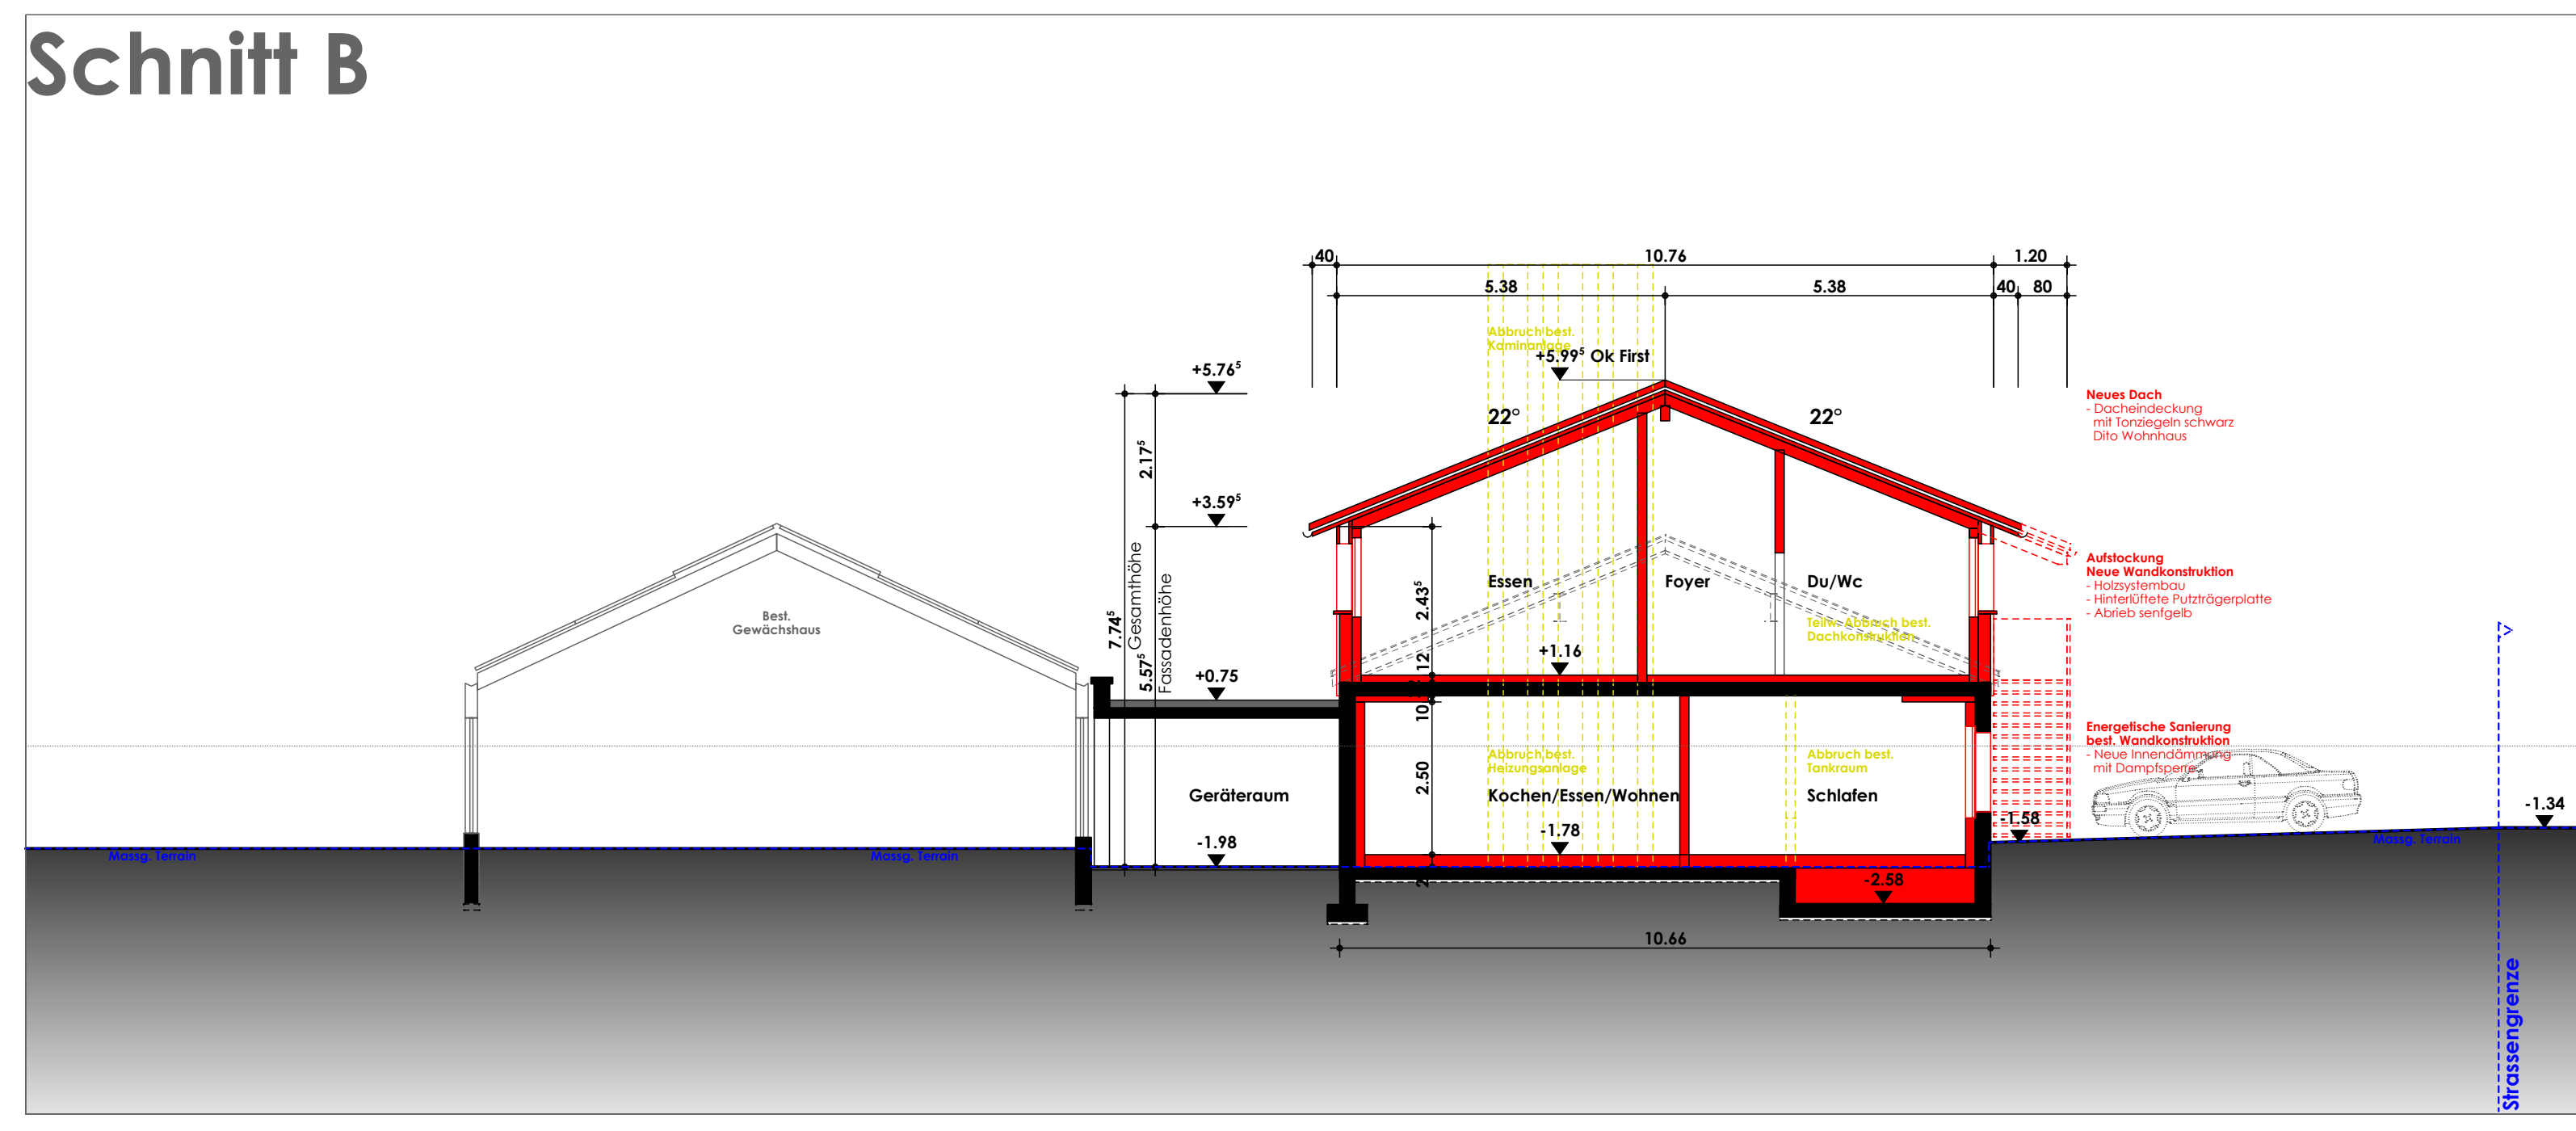 Schnitt B
40
10.76
1.20
5.38
5.38
40
80
Abbruch best.
Kaminanlage
+5.99⁵ Ok First
+5.76⁵
22°
22°
Neues Dach
- Dacheindeckung
mit Tonziegeln schwarz
Dito Wohnhaus
2.17⁵
+3.59⁵
Gesamthöhe
7.74⁵
Fassadenhöhe
5.57⁵
Aufstockung
Neue Wandkonstruktion
- Holzsystembau
- Hinterlüftete Putzträgerplatte
- Abrieb senfgelb
Best.
Gewächshaus
2.43⁵
Essen
Foyer
Du/Wc
Teilw. Abbruch best.
Dachkonstruktion
+1.16
12
+0.75
10
Energetische Sanierung
best. Wandkonstruktion
- Neue Innendämmung
mit Dampfsperre
Abbruch best.
Heizungsanlage
Abbruch best.
Tankraum
2.50
Geräteraum
Kochen/Essen/Wohnen
Schlafen
-1.34
-1.58
-1.78
-1.98
Massg. Terrain
Massg. Terrain
Massg. Terrain
-2.58
10.66
Strassengrenze